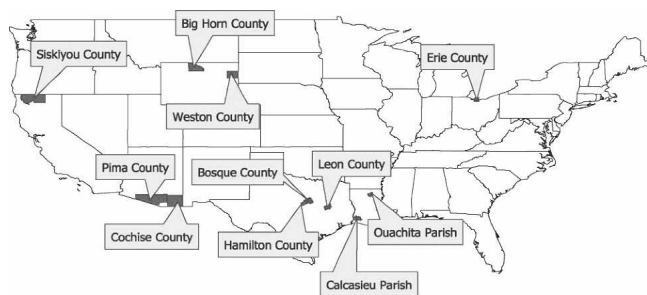 Big Horn County
Siskiyou County
Erie County
Weston County
Pima County
Bosque County
Leon County
Cochise County
Hamilton County
Ouachita Parish
Calcasieu Parish